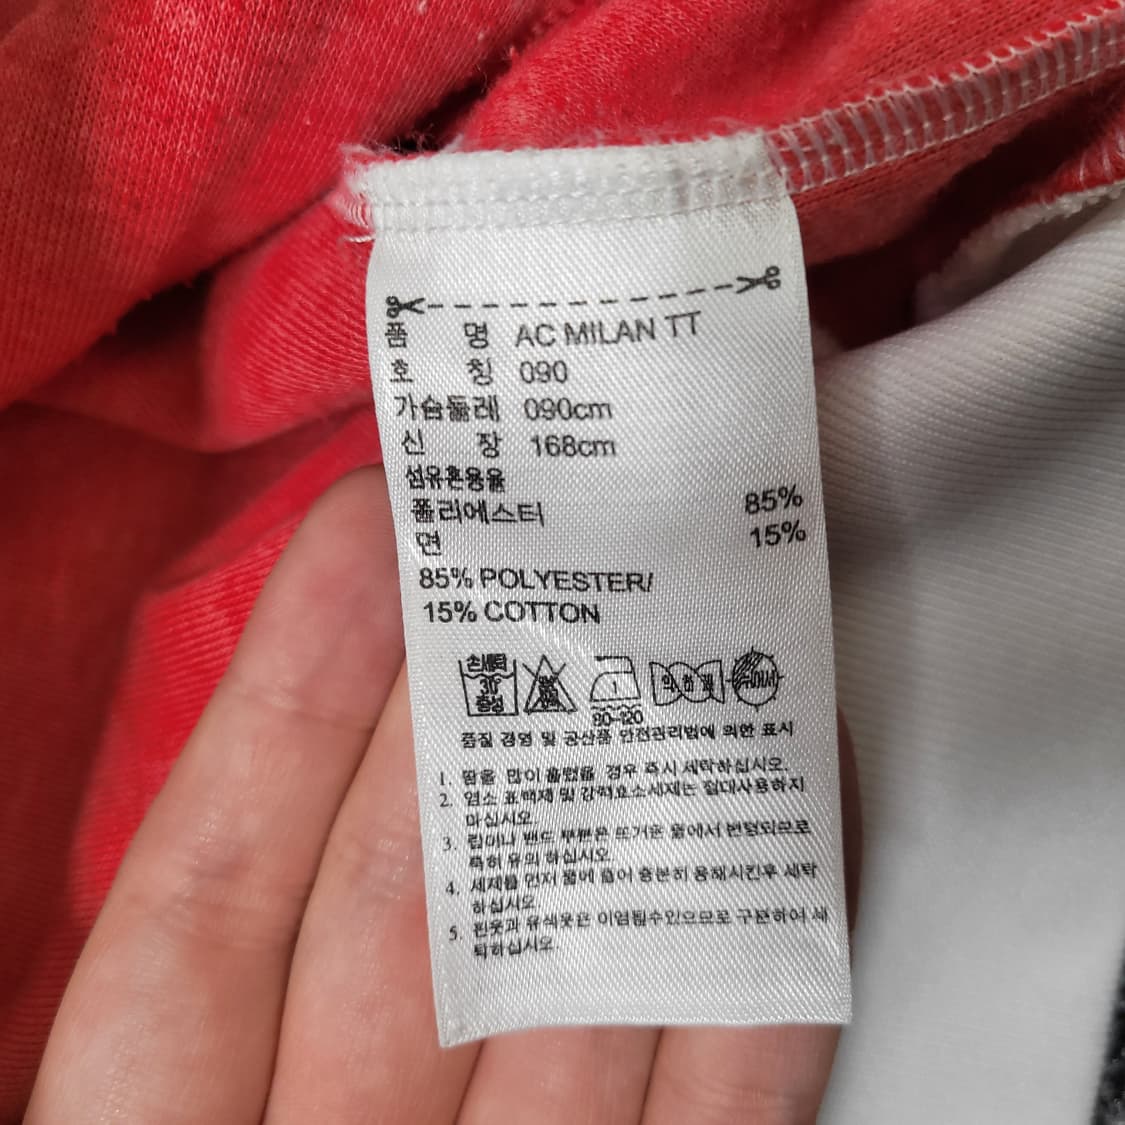 품 명 AC MILAN TT
호 칭 090
가슴둘레 090cm
신 장 168cm
섬유혼용율
폴리에스터 85%
면 15%
85% POLYESTER/
15% COTTON
손세탁
30°
중성
80~120
품질 경영 및 공산품 안전관리법에 의한 표시
1. 땀을 많이 흘렸을 경우 즉시 세탁하십시오.
2. 염소 표백제 및 강력효소세제는 절대사용하지
마십시오.
3. 립이나 밴드 부분은 뜨거운 물에서 변형되므로
특히 유의 하십시오.
4. 세제를 먼저 물에 풀어 충분히 용해시킨후 세탁
하십시오
5. 흰옷과 유색옷은 이염될수있으므로 구분하여 세
탁하십시오.